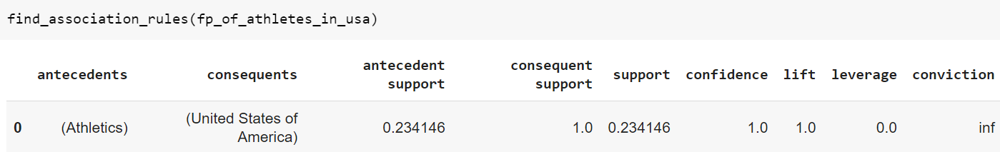 find_association_rules(fp_of_athletes_in_usa)
antecedents consequents antecedent support consequent support support confidence lift leverage conviction
0 (Athletics) (United States of America) 0.234146 1.0 0.234146 1.0 1.0 0.0 inf